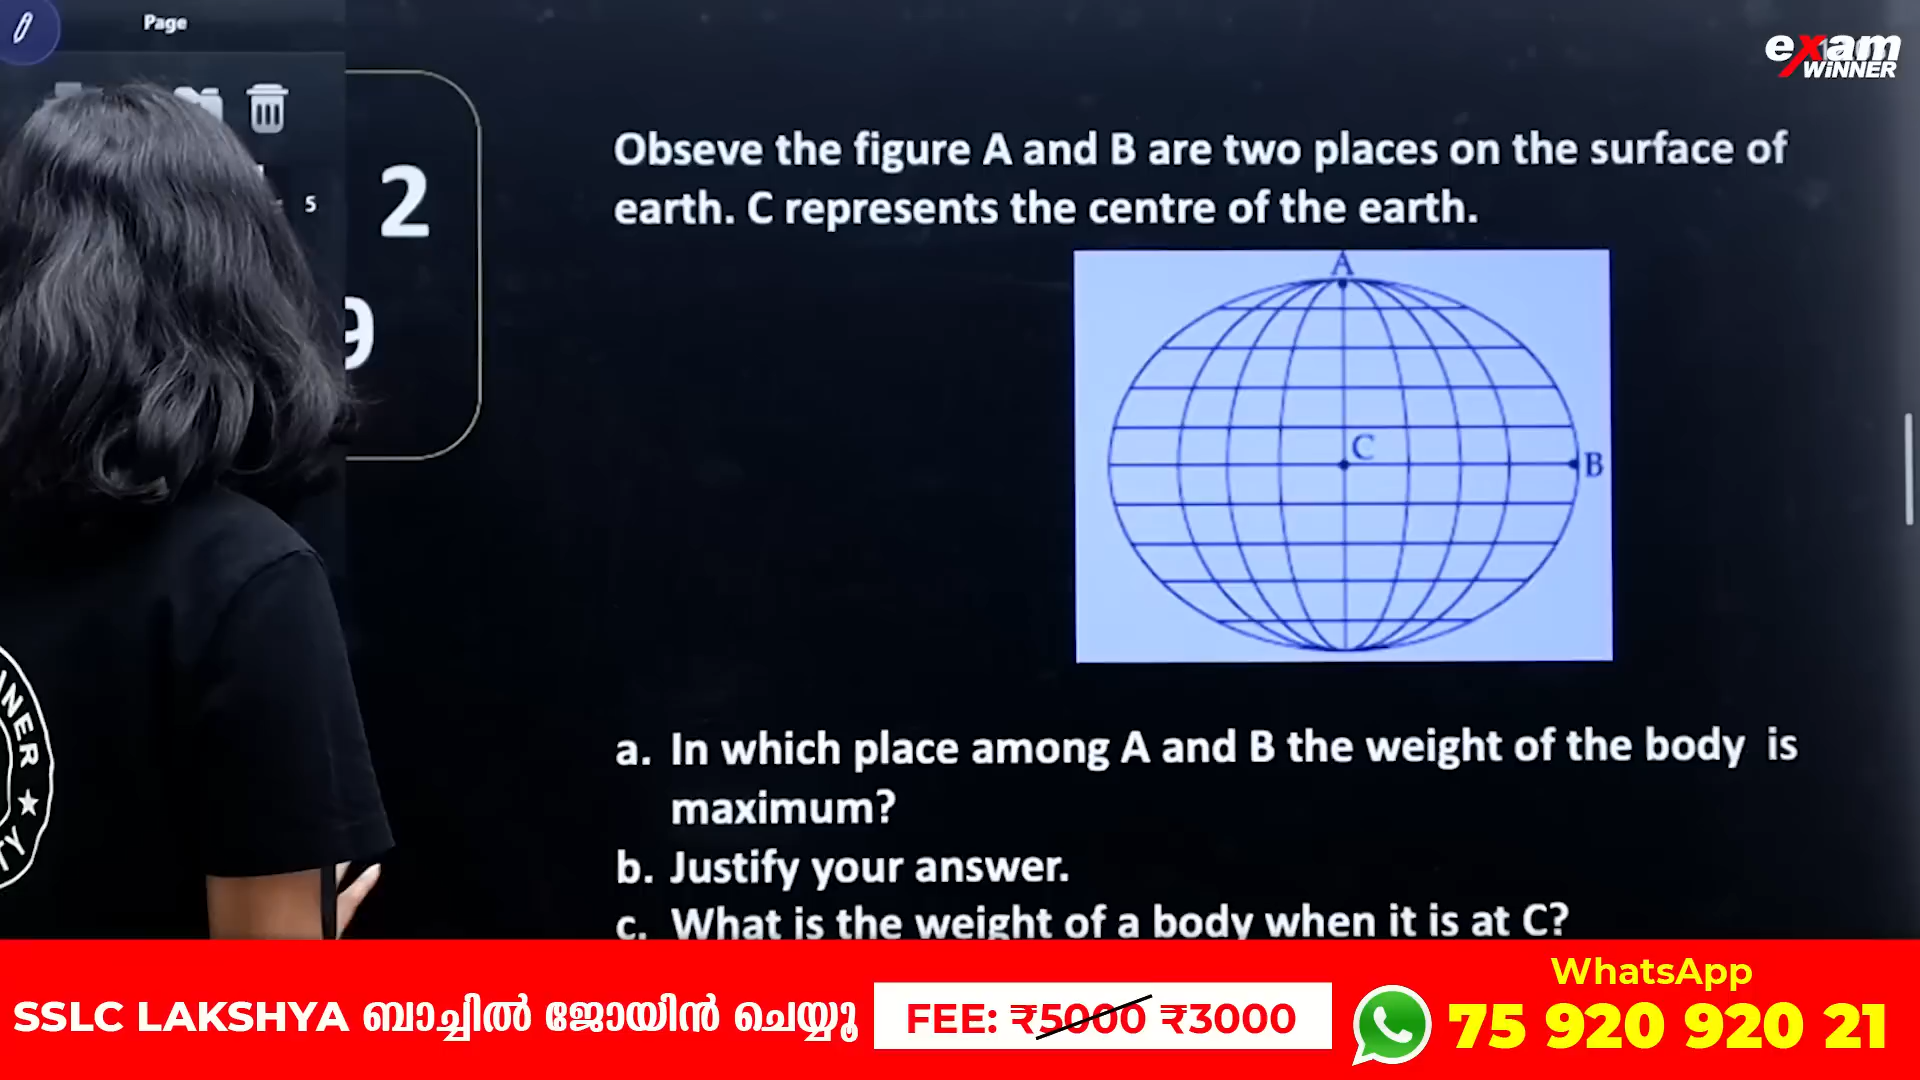 Page
exam
WiNNER
5
2
9
Obseve the figure A and B are two places on the surface of
earth. C represents the centre of the earth.
A
C
B
a. In which place among A and B the weight of the body is
maximum?
b. Justify your answer.
c. What is the weight of a body when it is at C?
SSLC LAKSHYA ബാച്ചിൽ ജോയിൻ ചെയ്യൂ
FEE: ₹5000 ₹3000
WhatsApp
75 920 920 21